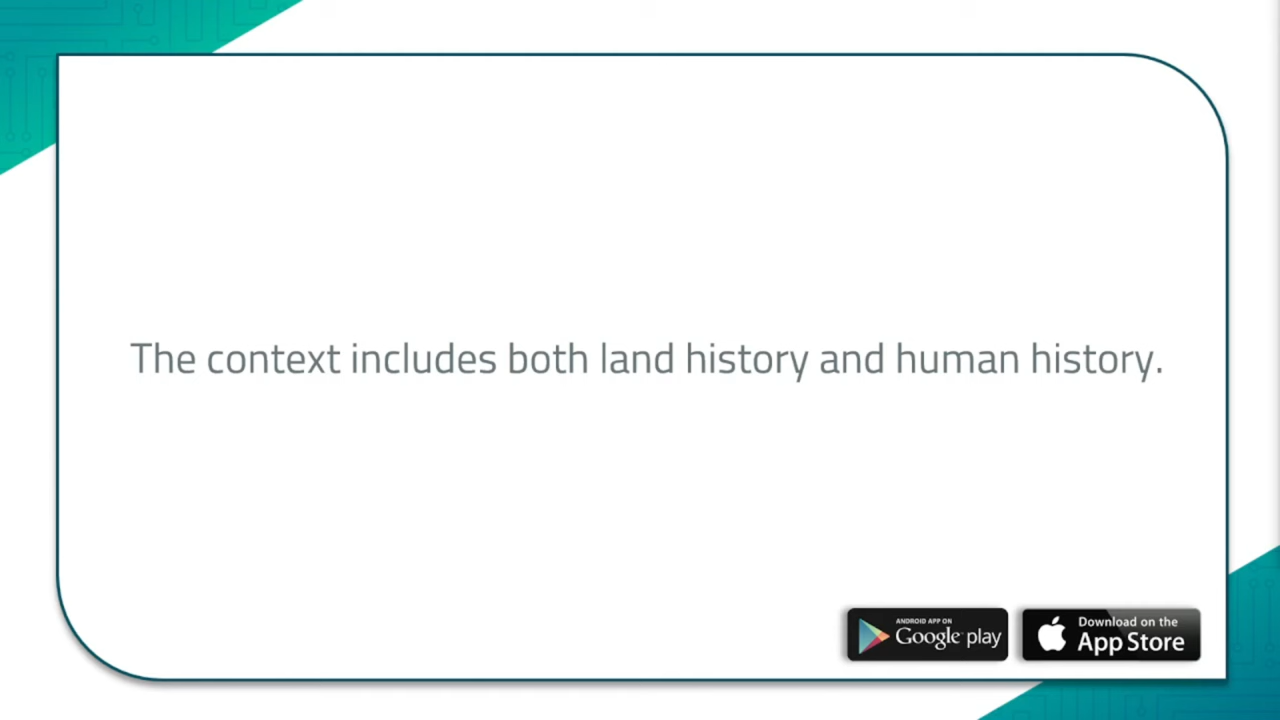 The context includes both land history and human history.
ANDROID APP ON
Google play
Download on the
App Store